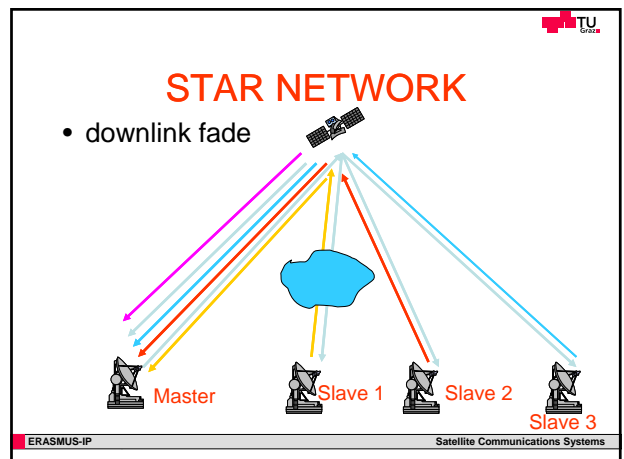 TU
Graz
STAR NETWORK
• downlink fade
Master
Slave 1
Slave 2
Slave 3
ERASMUS-IP
Satellite Communications Systems